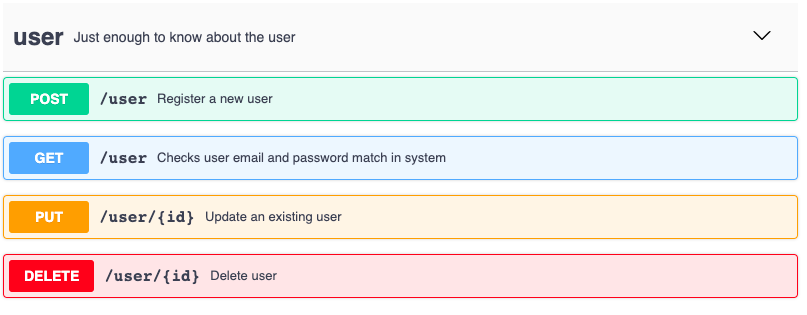 user Just enough to know about the user
POST /user Register a new user
GET /user Checks user email and password match in system
PUT /user/{id} Update an existing user
DELETE /user/{id} Delete user